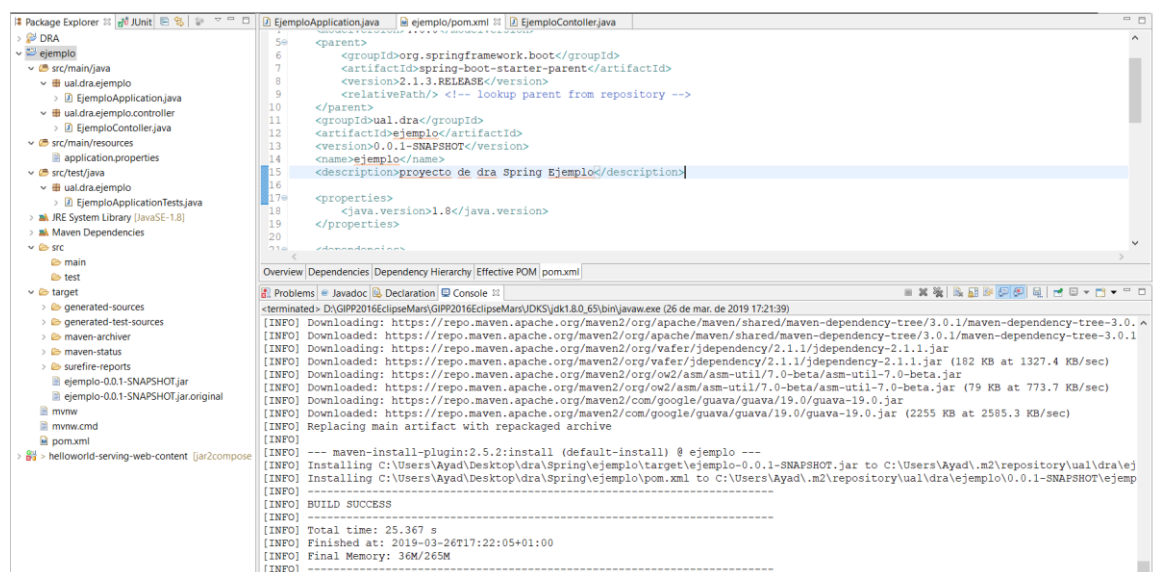 Package Explorer JUnit
DRA
ejemplo
src/main/java
ual.dra.ejemplo
EjemploApplication.java
ual.dra.ejemplo.controller
EjemploContoller.java
src/main/resources
application.properties
src/test/java
ual.dra.ejemplo
EjemploApplicationTests.java
JRE System Library [JavaSE-1.8]
Maven Dependencies
src
main
test
target
generated-sources
generated-test-sources
maven-archiver
maven-status
surefire-reports
ejemplo-0.0.1-SNAPSHOT.jar
ejemplo-0.0.1-SNAPSHOT.jar.original
mvnw
mvnw.cmd
pom.xml
> helloworld-serving-web-content [jar2compose
EjemploApplication.java ejemplo/pom.xml EjemploContoller.java
5 <parent>
6 <groupId>org.springframework.boot</groupId>
7 <artifactId>spring-boot-starter-parent</artifactId>
8 <version>2.1.3.RELEASE</version>
9 <relativePath/> <!-- lookup parent from repository -->
10 </parent>
11 <groupId>ual.dra</groupId>
12 <artifactId>ejemplo</artifactId>
13 <version>0.0.1-SNAPSHOT</version>
14 <name>ejemplo</name>
15 <description>proyecto de dra Spring Ejemplo</description>
16
17 <properties>
18 <java.version>1.8</java.version>
19 </properties>
20
21 <dependencies>
Overview Dependencies Dependency Hierarchy Effective POM pom.xml
Problems Javadoc Declaration Console
<terminated> D:\GIPP2016EclipseMars\GIPP2016EclipseMars\JDKS\jdk1.8.0_65\bin\javaw.exe (26 de mar. de 2019 17:21:39)
[INFO] Downloading: https://repo.maven.apache.org/maven2/org/apache/maven/shared/maven-dependency-tree/3.0.1/maven-dependency-tree-3.0.
[INFO] Downloaded: https://repo.maven.apache.org/maven2/org/apache/maven/shared/maven-dependency-tree/3.0.1/maven-dependency-tree-3.0.1
[INFO] Downloading: https://repo.maven.apache.org/maven2/org/vafer/jdependency/2.1.1/jdependency-2.1.1.jar
[INFO] Downloaded: https://repo.maven.apache.org/maven2/org/vafer/jdependency/2.1.1/jdependency-2.1.1.jar (182 KB at 1327.4 KB/sec)
[INFO] Downloading: https://repo.maven.apache.org/maven2/org/ow2/asm/asm-util/7.0-beta/asm-util-7.0-beta.jar
[INFO] Downloaded: https://repo.maven.apache.org/maven2/org/ow2/asm/asm-util/7.0-beta/asm-util-7.0-beta.jar (79 KB at 773.7 KB/sec)
[INFO] Downloading: https://repo.maven.apache.org/maven2/com/google/guava/guava/19.0/guava-19.0.jar
[INFO] Downloaded: https://repo.maven.apache.org/maven2/com/google/guava/guava/19.0/guava-19.0.jar (2255 KB at 2585.3 KB/sec)
[INFO] Replacing main artifact with repackaged archive
[INFO]
[INFO] --- maven-install-plugin:2.5.2:install (default-install) @ ejemplo ---
[INFO] Installing C:\Users\Ayad\Desktop\dra\Spring\ejemplo\target\ejemplo-0.0.1-SNAPSHOT.jar to C:\Users\Ayad\.m2\repository\ual\dra\ej
[INFO] Installing C:\Users\Ayad\Desktop\dra\Spring\ejemplo\pom.xml to C:\Users\Ayad\.m2\repository\ual\dra\ejemplo\0.0.1-SNAPSHOT\ejemp
[INFO] ------------------------------------------------------------------------
[INFO] BUILD SUCCESS
[INFO] ------------------------------------------------------------------------
[INFO] Total time: 25.367 s
[INFO] Finished at: 2019-03-26T17:22:05+01:00
[INFO] Final Memory: 36M/265M
[INFO] ------------------------------------------------------------------------